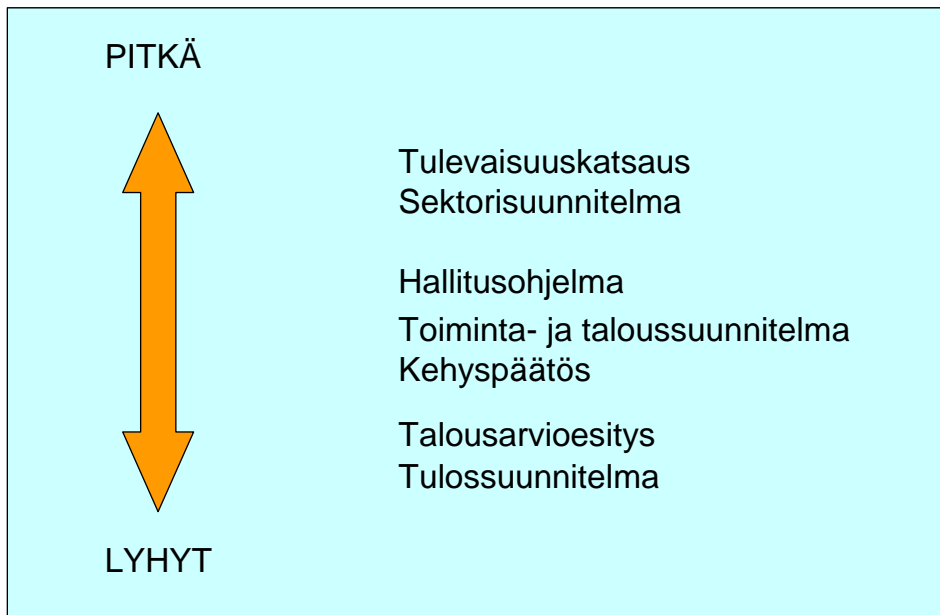 PITKÄ
Tulevaisuuskatsaus
Sektorisuunnitelma
Hallitusohjelma
Toiminta- ja taloussuunnitelma
Kehyspäätös
Talousarvioesitys
Tulossuunnitelma
LYHYT